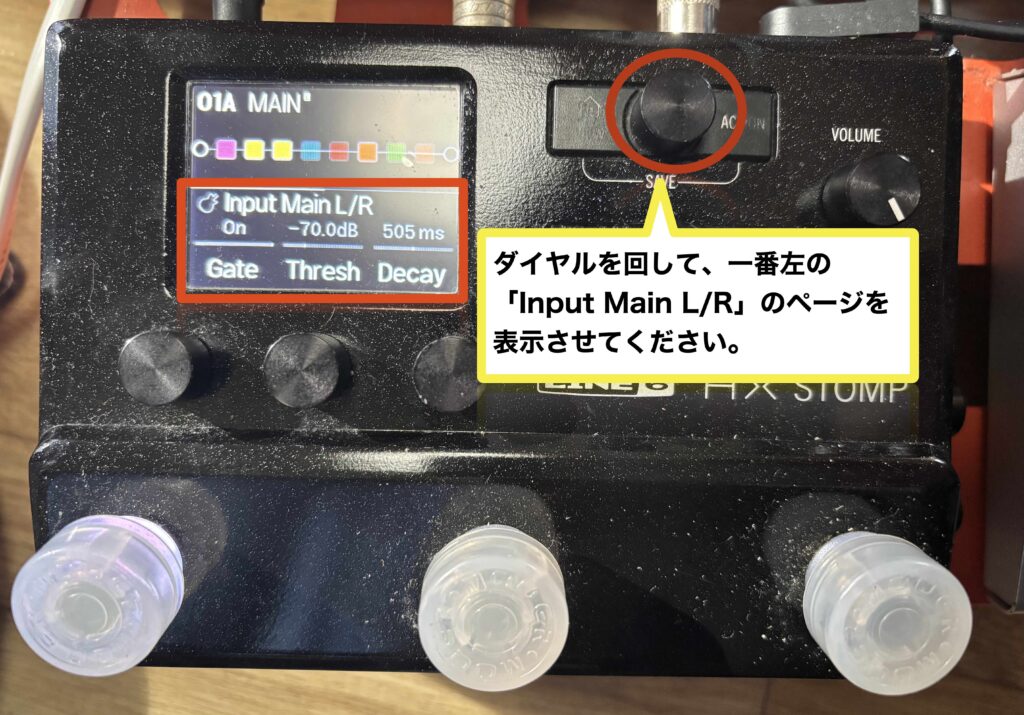 01A MAIN
Input Main L/R
On -70.0dB 505 ms
Gate Thresh Decay
SAVE
VOLUME
ダイヤルを回して、一番左の
「Input Main L/R」のページを
表示させてください。
LINE 6 HX STOMP